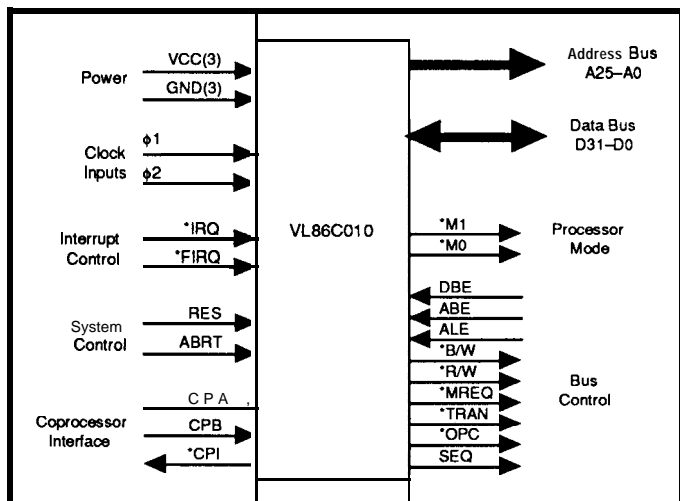 Power
VCC(3)
GND(3)
Clock
Inputs
ϕ1
ϕ2
Interrupt
Control
*IRQ
*FIRQ
System
Control
RES
ABRT
Coprocessor
Interface
CPA
CPB
*CPI
VL86C010
Address Bus
A25–A0
Data Bus
D31–D0
*M1
*M0
Processor
Mode
DBE
ABE
ALE
*B/W
*R/W
*MREQ
*TRAN
*OPC
SEQ
Bus
Control